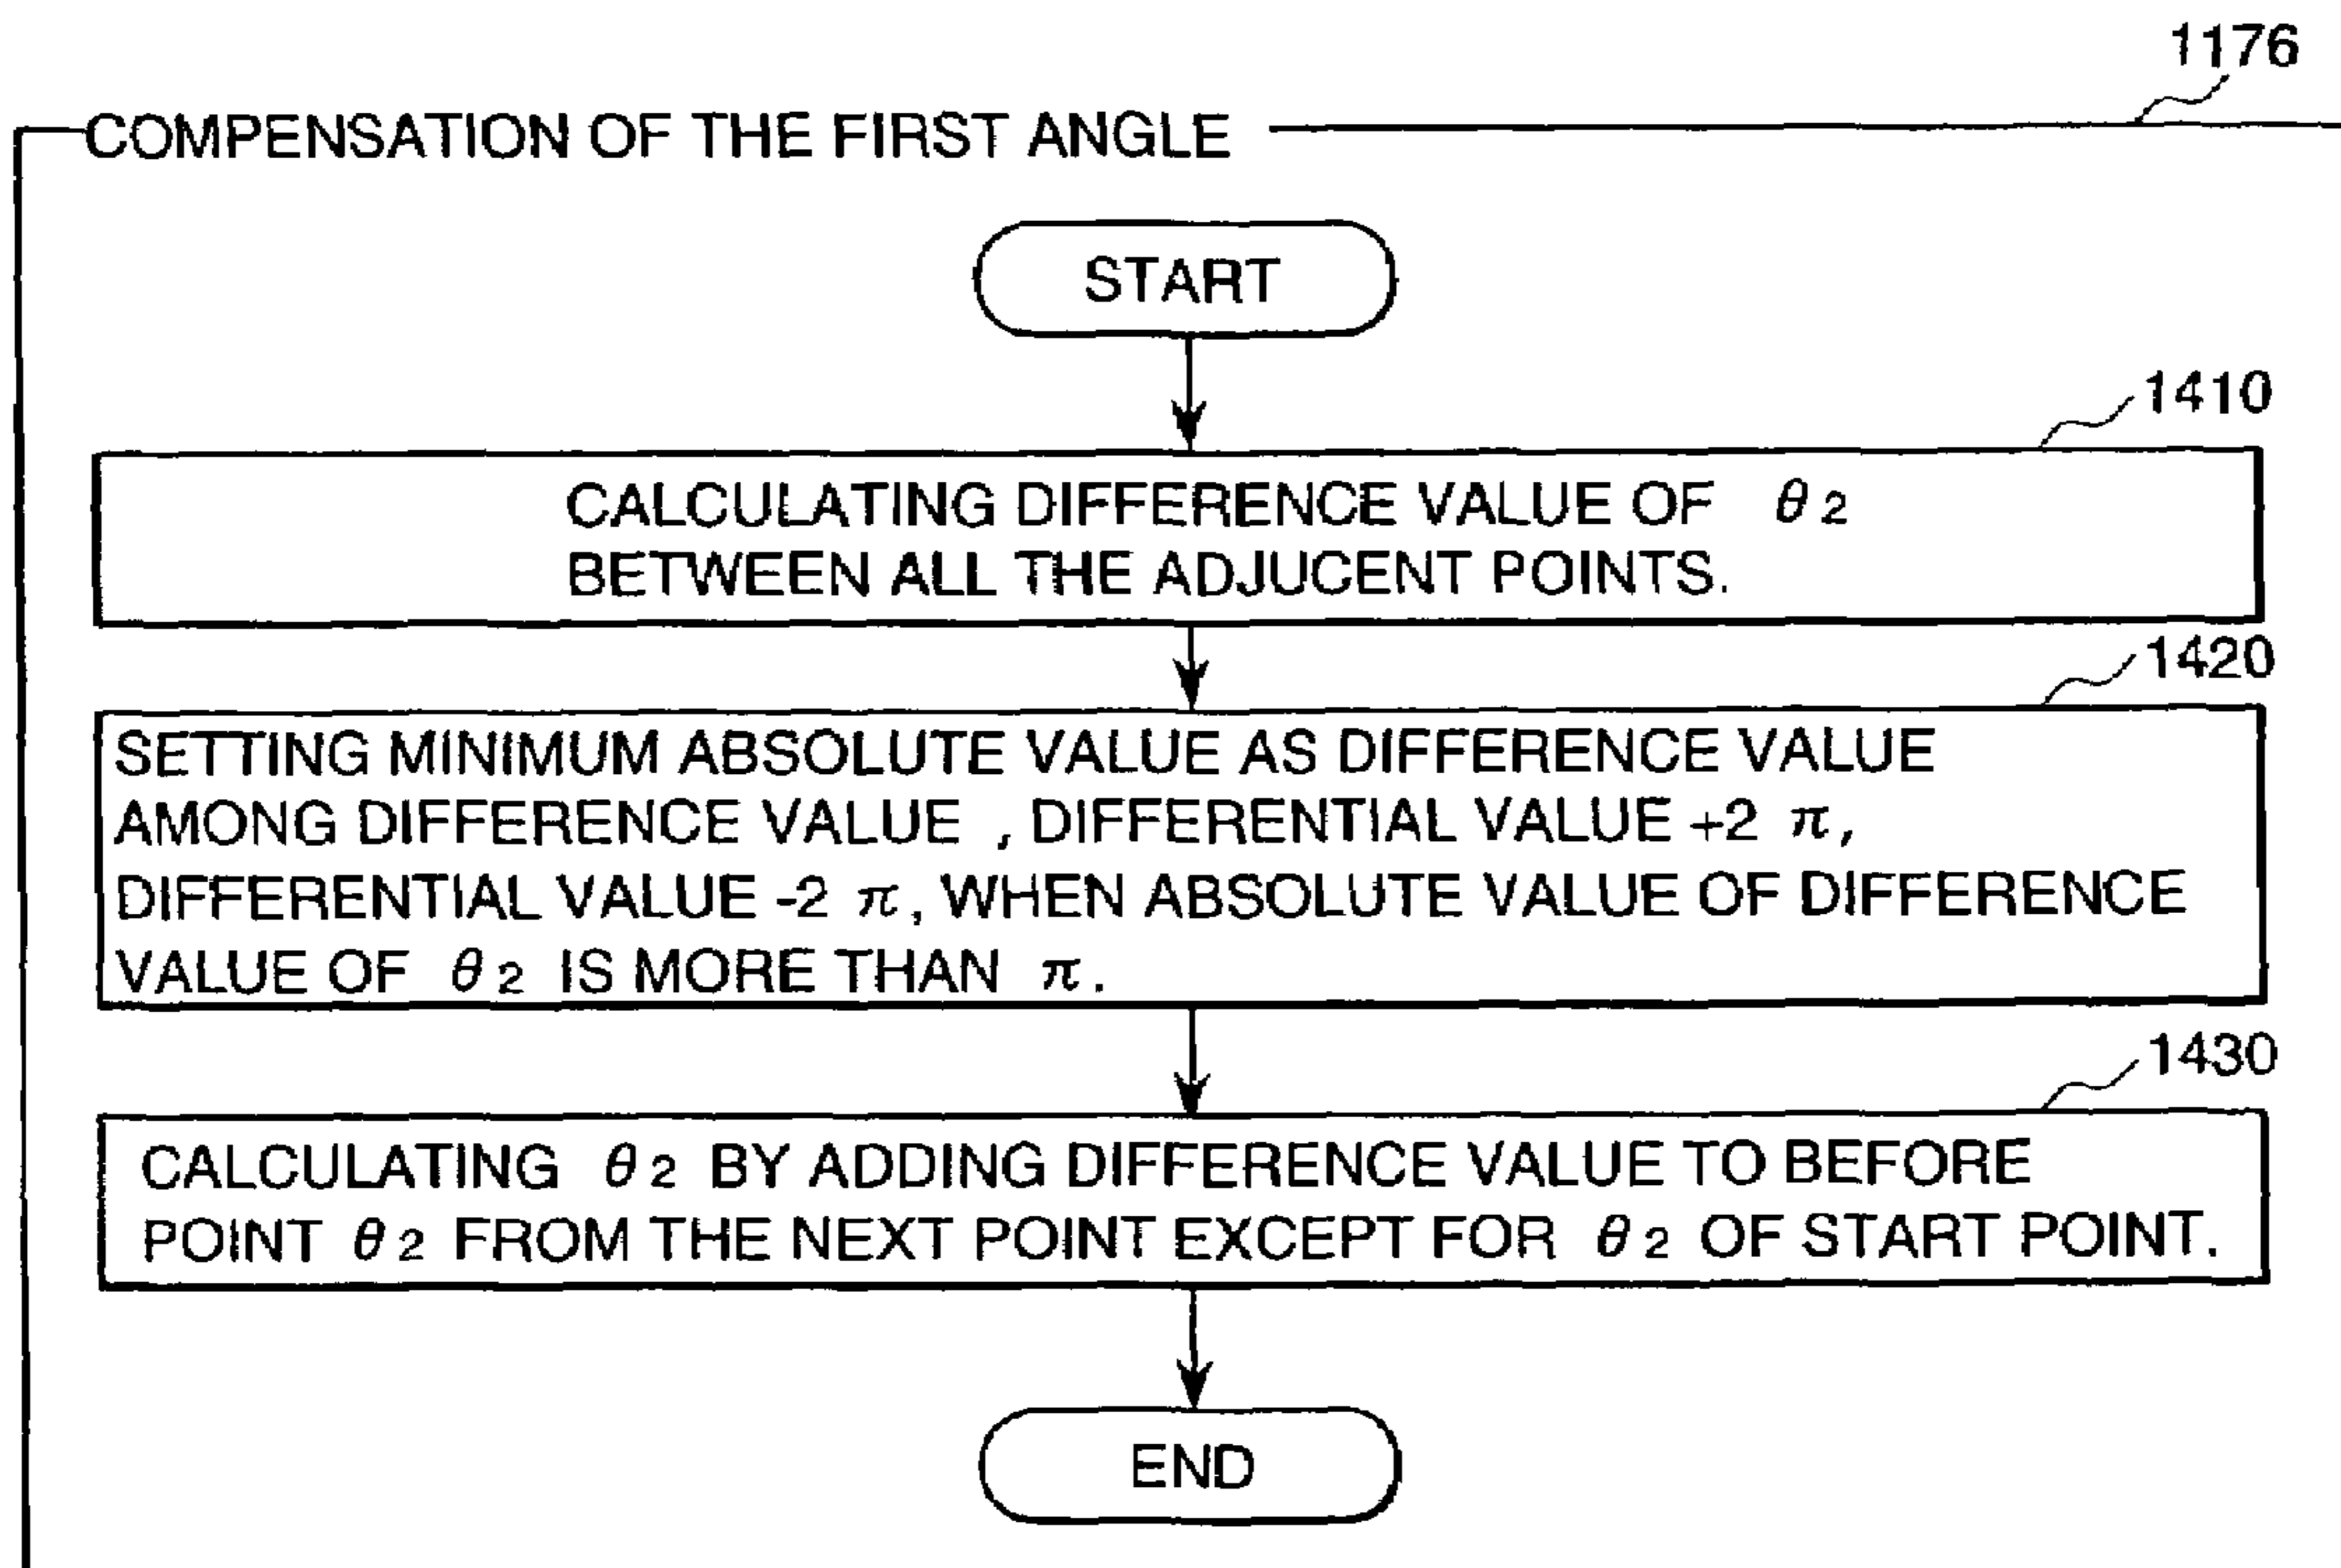 1176
COMPENSATION OF THE FIRST ANGLE
START
1410
CALCULATING DIFFERENCE VALUE OF θ2
BETWEEN ALL THE ADJUCENT POINTS.
1420
SETTING MINIMUM ABSOLUTE VALUE AS DIFFERENCE VALUE
AMONG DIFFERENCE VALUE , DIFFERENTIAL VALUE +2 π,
DIFFERENTIAL VALUE -2 π, WHEN ABSOLUTE VALUE OF DIFFERENCE
VALUE OF θ2 IS MORE THAN π.
1430
CALCULATING θ2 BY ADDING DIFFERENCE VALUE TO BEFORE
POINT θ2 FROM THE NEXT POINT EXCEPT FOR θ2 OF START POINT.
END